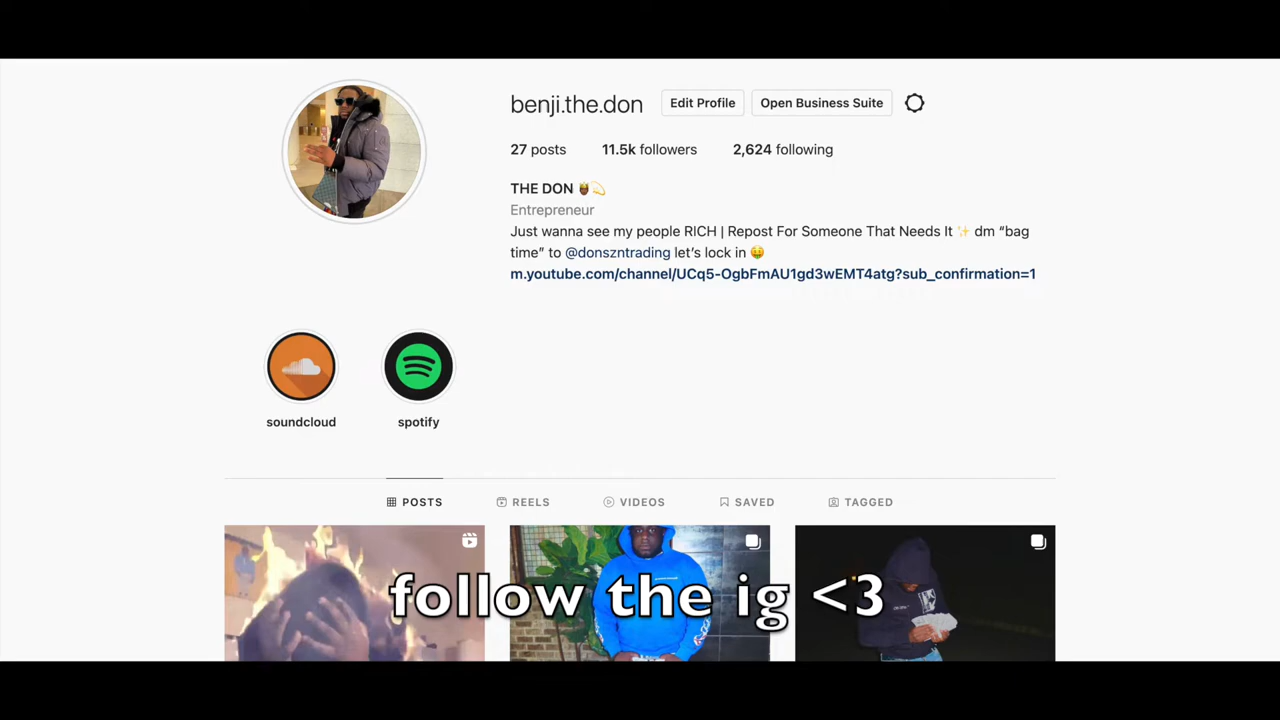 benji.the.don Edit Profile Open Business Suite
27 posts 11.5k followers 2,624 following
THE DON
Entrepreneur
Just wanna see my people RICH | Repost For Someone That Needs It ✨ dm “bag
time” to @donszntrading let’s lock in 🤑
m.youtube.com/channel/UCq5-OgbFmAU1gd3wEMT4atg?sub_confirmation=1
soundcloud spotify
POSTS REELS VIDEOS SAVED TAGGED
follow the ig <3